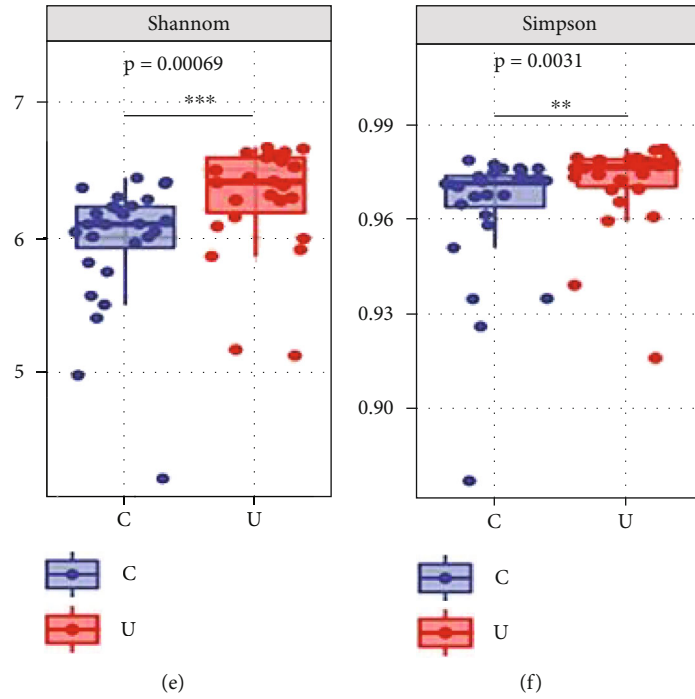 Shannom
p = 0.00069
***
7
6
5
C
U
C
U
(e)
Simpson
p = 0.0031
**
0.99
0.96
0.93
0.90
C
U
C
U
(f)